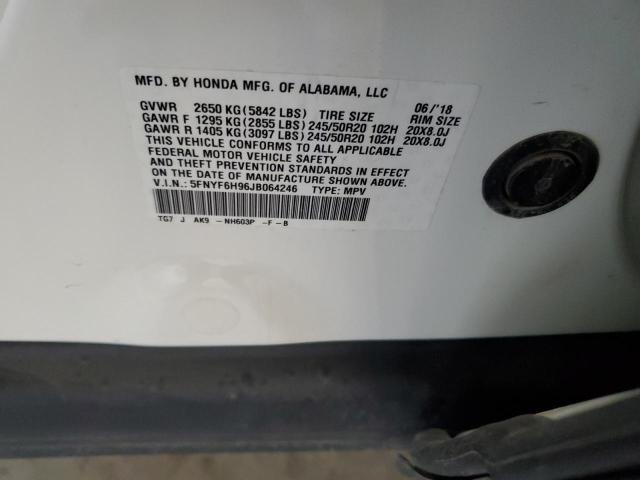 MFD. BY HONDA MFG. OF ALABAMA, LLC 06/'18
GVWR 2650 KG (5842 LBS) TIRE SIZE RIM SIZE
GAWR F 1295 KG (2855 LBS) 245/50R20 102H 20X8.0J
GAWR R 1405 KG (3097 LBS) 245/50R20 102H 20X8.0J
THIS VEHICLE CONFORMS TO ALL APPLICABLE
FEDERAL MOTOR VEHICLE SAFETY
AND THEFT PREVENTION STANDARDS IN EFFECT
ON THE DATE OF MANUFACTURE SHOWN ABOVE.
V.I.N.: 5FNYF6H96JB064246 TYPE: MPV
TG7 J AK9 -NH603P -F-B